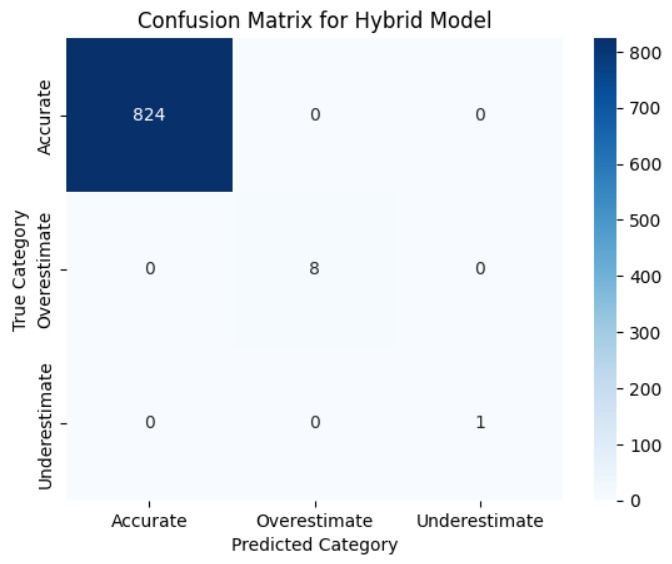 Confusion Matrix for Hybrid Model
True Category
Accurate
824
0
0
Overestimate
0
8
0
Underestimate
0
0
1
Accurate
Overestimate
Underestimate
Predicted Category
800
700
600
500
400
300
200
100
0